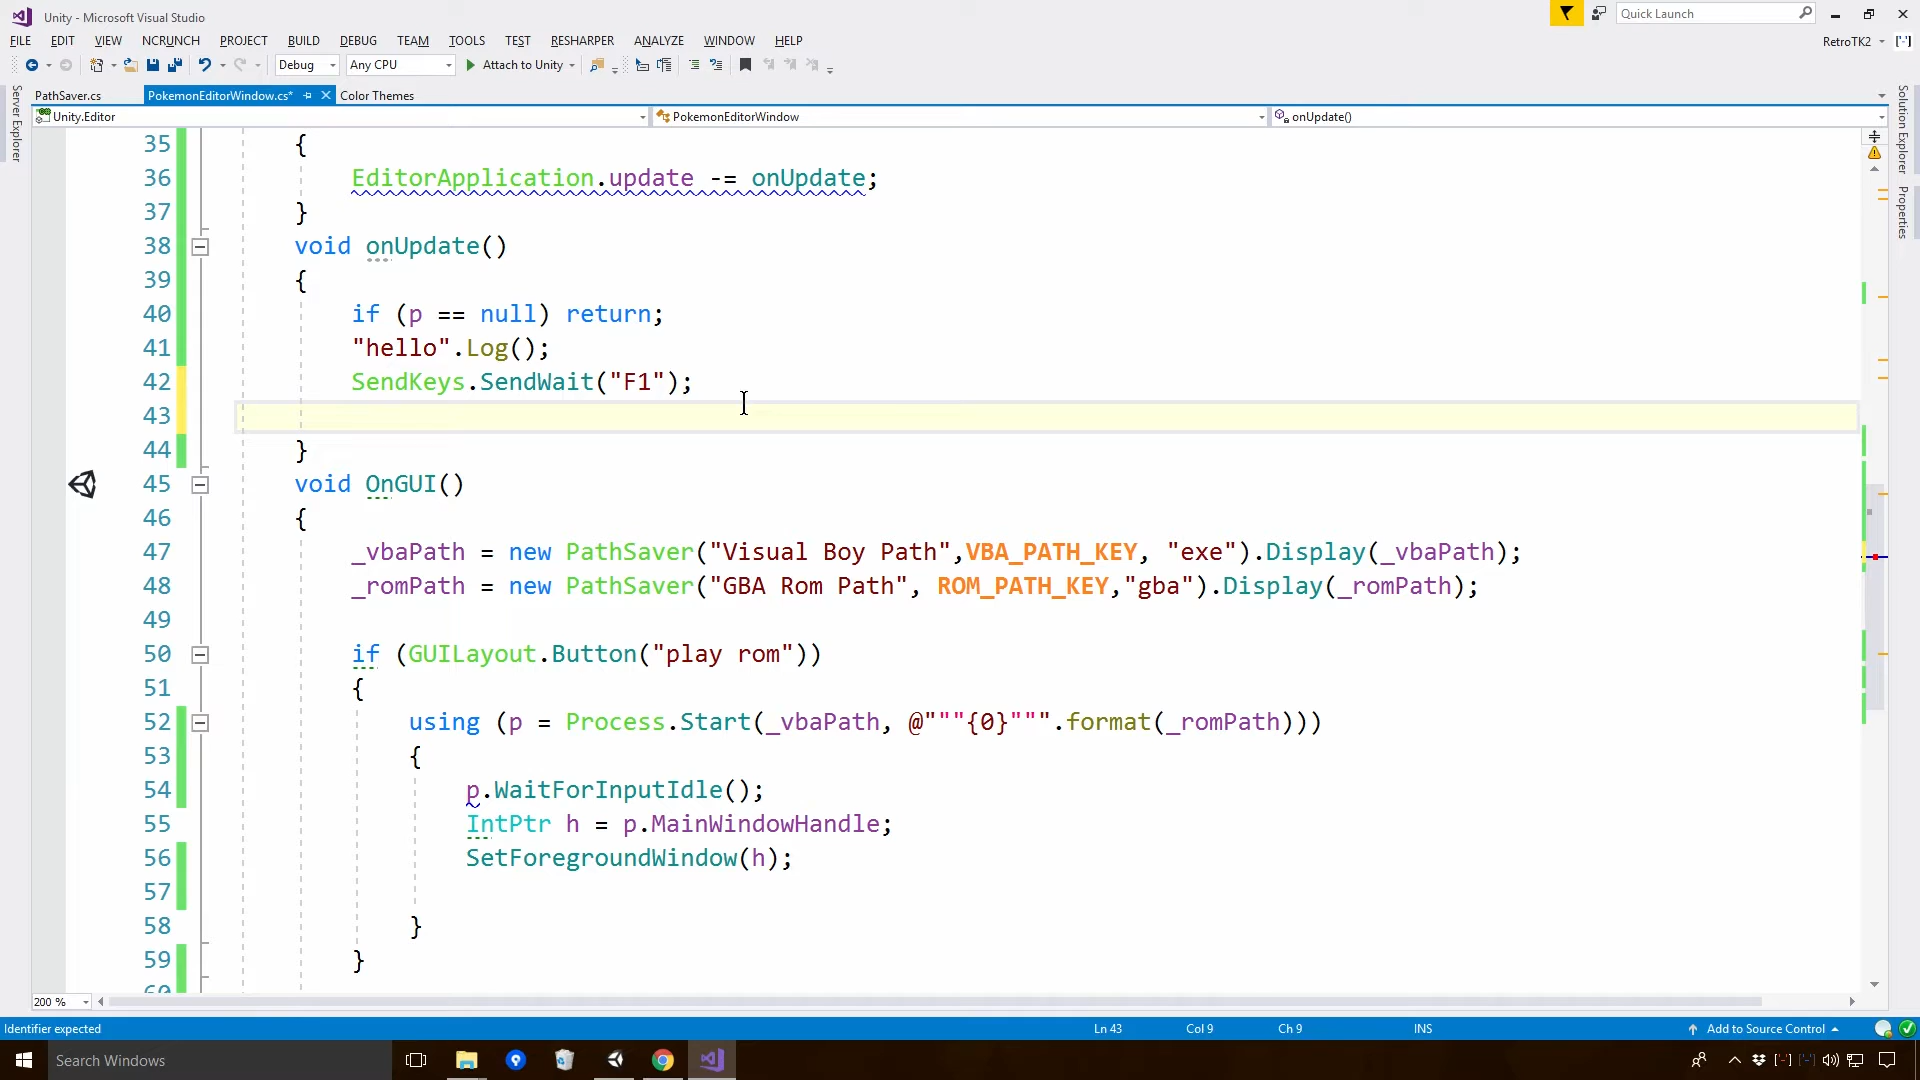 Unity - Microsoft Visual Studio
Quick Launch
FILE EDIT VIEW NCRUNCH PROJECT BUILD DEBUG TEAM TOOLS TEST RESHARPER ANALYZE WINDOW HELP
RetroTK2
Debug Any CPU Attach to Unity
PathSaver.cs PokemonEditorWindow.cs* Color Themes
Unity.Editor PokemonEditorWindow onUpdate()
Server Explorer
Solution Explorer
Properties
35 {
36 EditorApplication.update -= onUpdate;
37 }
38 void onUpdate()
39 {
40 if (p == null) return;
41 "hello".Log();
42 SendKeys.SendWait("F1");
43
44 }
45 void OnGUI()
46 {
47 _vbaPath = new PathSaver("Visual Boy Path",VBA_PATH_KEY, "exe").Display(_vbaPath);
48 _romPath = new PathSaver("GBA Rom Path", ROM_PATH_KEY,"gba").Display(_romPath);
49
50 if (GUILayout.Button("play rom"))
51 {
52 using (p = Process.Start(_vbaPath, @"""{0}""".format(_romPath)))
53 {
54 p.WaitForInputIdle();
55 IntPtr h = p.MainWindowHandle;
56 SetForegroundWindow(h);
57
58 }
59 }
60
200 %
Identifier expected Ln 43 Col 9 Ch 9 INS Add to Source Control
Search Windows